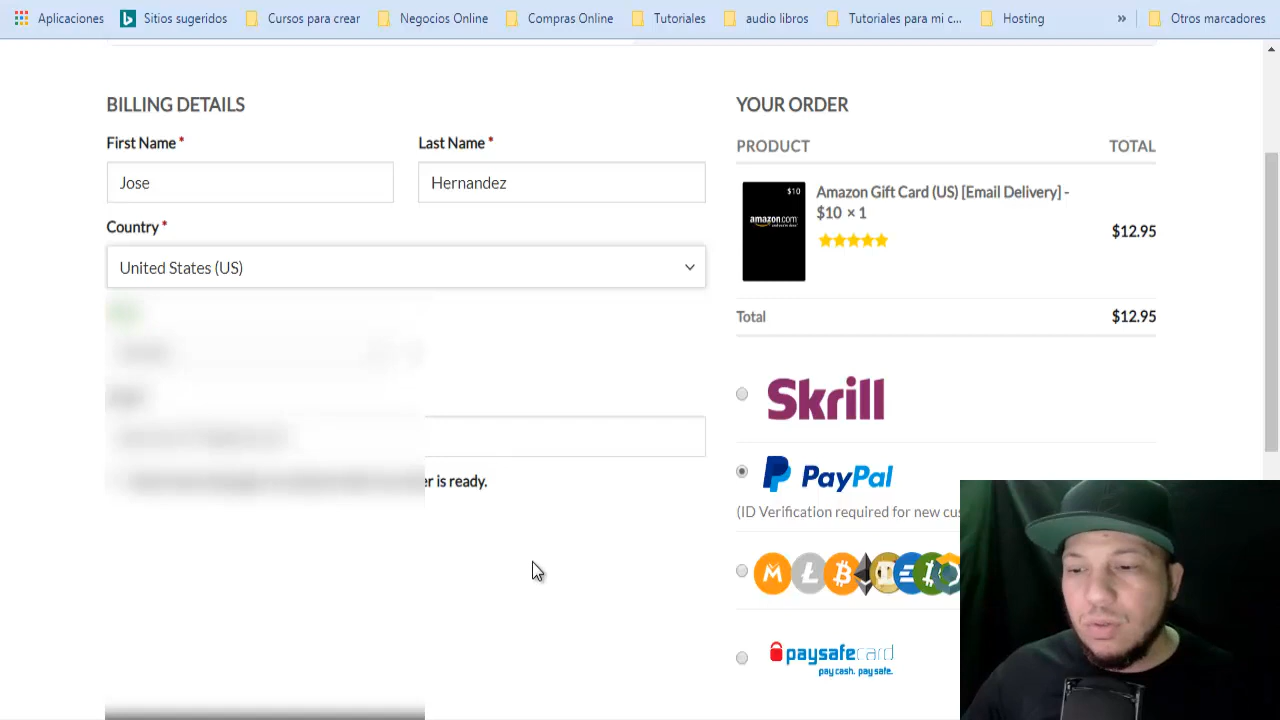 Aplicaciones Sitios sugeridos Cursos para crear Negocios Online Compras Online Tutoriales audio libros Tutoriales para mi c... Hosting » Otros marcadores
BILLING DETAILS
First Name *
Last Name *
Jose
Hernandez
Country *
United States (US)
er is ready.
YOUR ORDER
PRODUCT TOTAL
$10
amazon.com
Amazon Gift Card (US) [Email Delivery] -
$10 × 1
$12.95
Total $12.95
Skrill
PayPal
(ID Verification required for new cus
paysafecard
pay cash. pay safe.